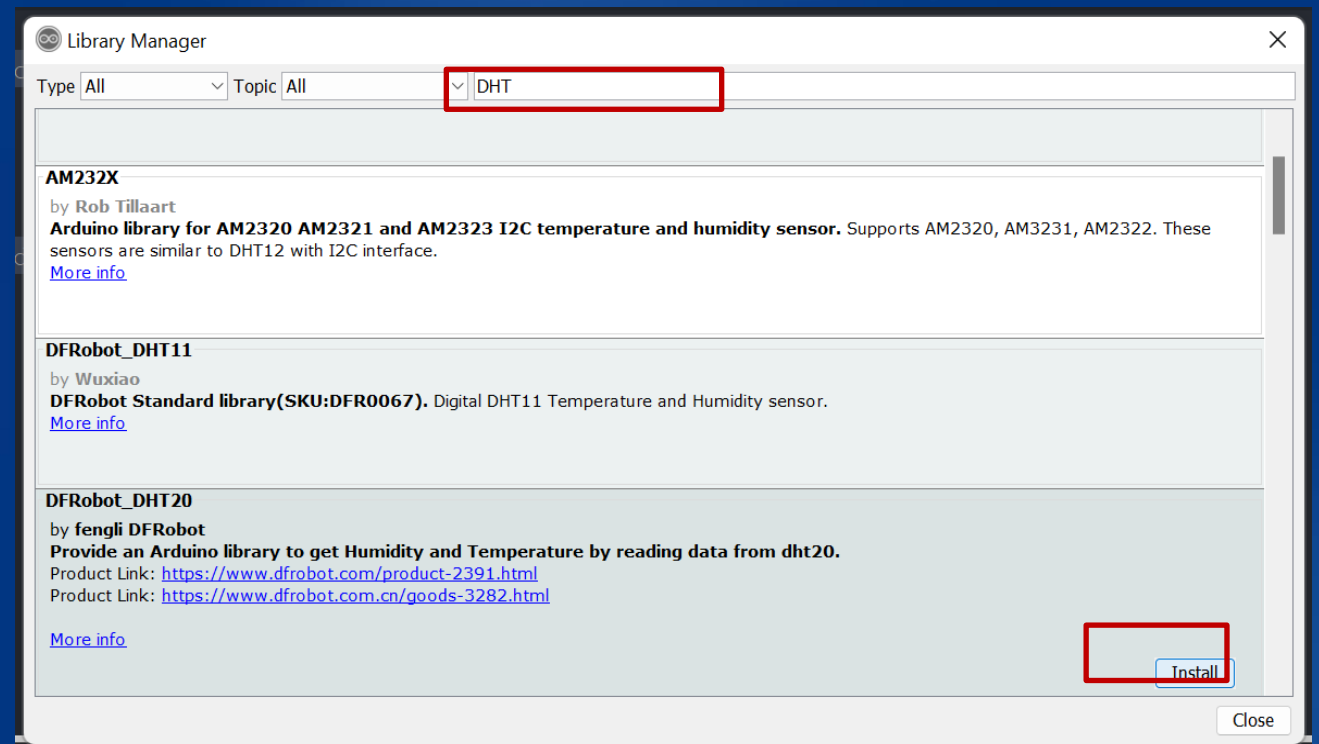 Library Manager
Type All Topic All DHT
AM232X
by Rob Tillaart
Arduino library for AM2320 AM2321 and AM2323 I2C temperature and humidity sensor. Supports AM2320, AM3231, AM2322. These
sensors are similar to DHT12 with I2C interface.
More info
DFRobot_DHT11
by Wuxiao
DFRobot Standard library(SKU:DFR0067). Digital DHT11 Temperature and Humidity sensor.
More info
DFRobot_DHT20
by fengli DFRobot
Provide an Arduino library to get Humidity and Temperature by reading data from dht20.
Product Link: https://www.dfrobot.com/product-2391.html
Product Link: https://www.dfrobot.com.cn/goods-3282.html
More info
Install
Close